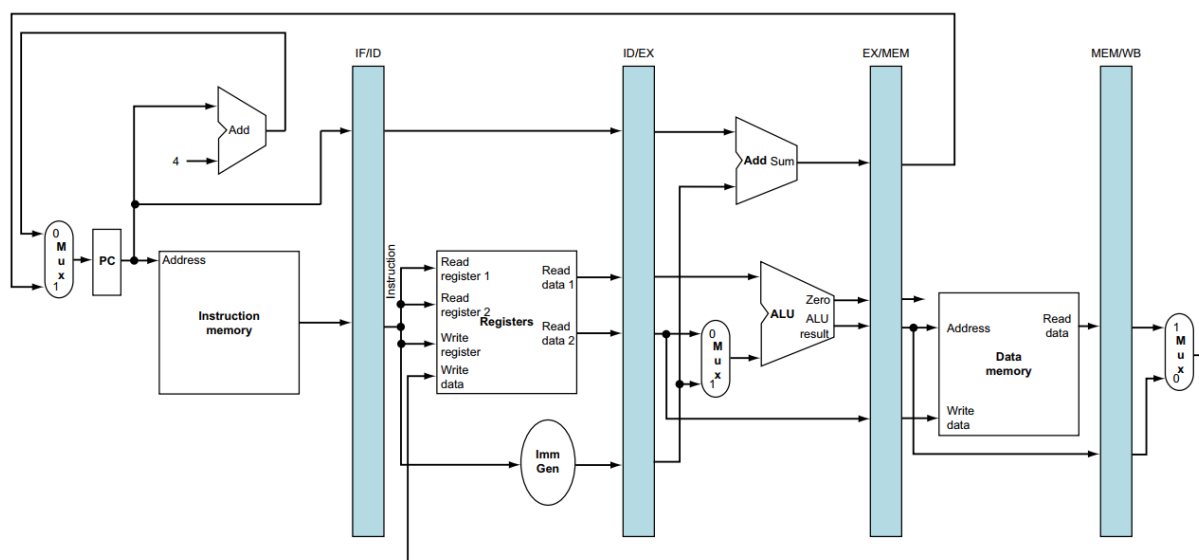 IF/ID
ID/EX
EX/MEM
MEM/WB
Add
4
Add Sum
0
M
u
x
1
PC
Address
Instruction
memory
Instruction
Read
register 1
Read
register 2
Write
register
Write
data
Registers
Read
data 1
Read
data 2
Imm
Gen
0
M
u
x
1
Zero
ALU
ALU
result
Address
Read
data
Data
memory
Write
data
1
M
u
x
0